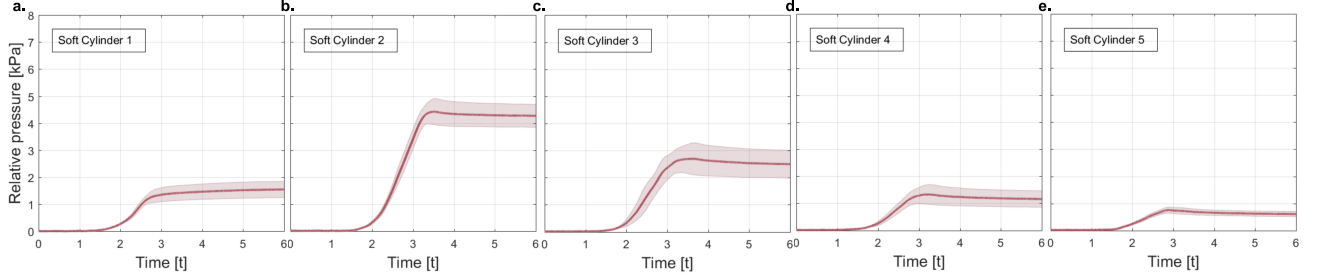 a. b. c. d. e.
Soft Cylinder 1 Soft Cylinder 2 Soft Cylinder 3 Soft Cylinder 4 Soft Cylinder 5
Relative pressure [kPa]
8
7
6
5
4
3
2
1
0
0 1 2 3 4 5 6 0 1 2 3 4 5 6 0 1 2 3 4 5 6 0 1 2 3 4 5 6 0 1 2 3 4 5 6
Time [t] Time [t] Time [t] Time [t] Time [t]